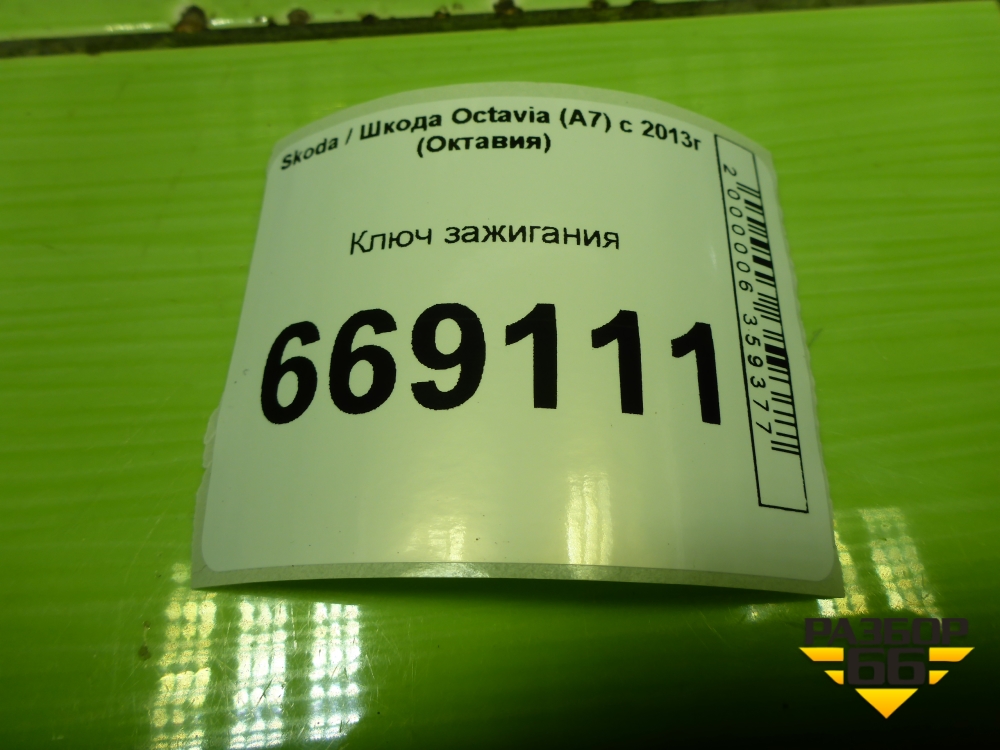 Skoda / Шкода Octavia (A7) с 2013г
(Октавия)
Ключ зажигания
669111
2000006359377
РАЗБОР
66